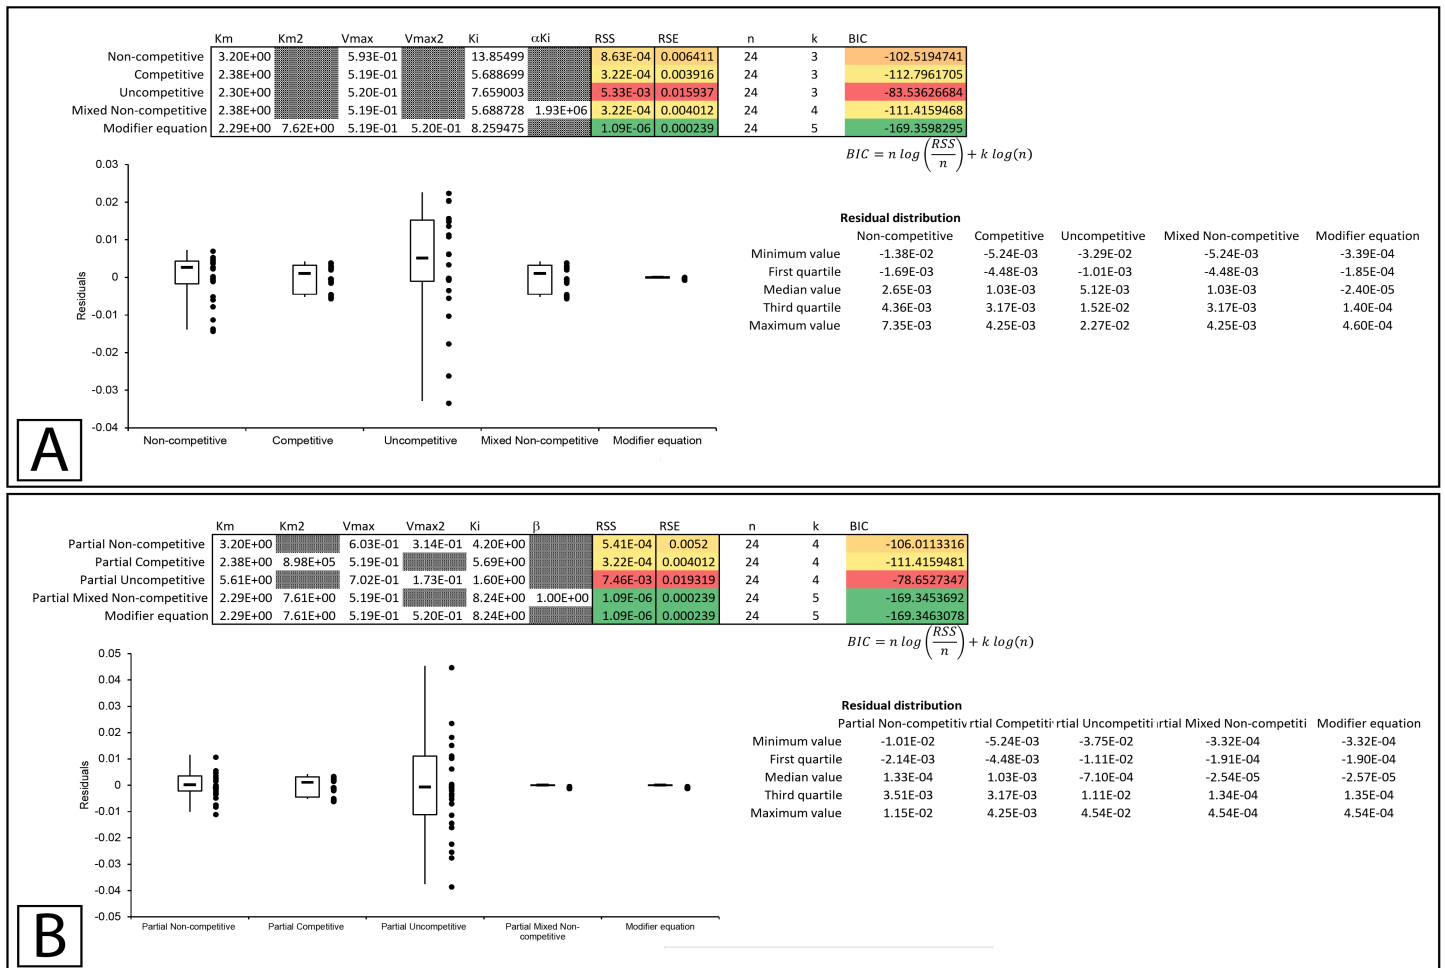 Km Km2 Vmax Vmax2 Ki αKi RSS RSE n k BIC
Non-competitive 3.20E+00 5.93E-01 13.85499 8.63E-04 0.006411 24 3 -102.5194741
Competitive 2.38E+00 5.19E-01 5.688699 3.22E-04 0.003916 24 3 -112.7961705
Uncompetitive 2.30E+00 5.20E-01 7.659003 5.33E-03 0.015937 24 3 -83.53626684
Mixed Non-competitive 2.38E+00 5.19E-01 5.688728 1.93E+06 3.22E-04 0.004012 24 4 -111.4159468
Modifier equation 2.29E+00 7.62E+00 5.19E-01 5.20E-01 8.259475 1.09E-06 0.000239 24 5 -169.3598295
BIC = n log (RSS/n) + k log(n)
0.03
0.02
0.01
0
-0.01
-0.02
-0.03
-0.04
Residuals
Non-competitive Competitive Uncompetitive Mixed Non-competitive Modifier equation
Residual distribution
Non-competitive Competitive Uncompetitive Mixed Non-competitive Modifier equation
Minimum value -1.38E-02 -5.24E-03 -3.29E-02 -5.24E-03 -3.39E-04
First quartile -1.69E-03 -4.48E-03 -1.01E-03 -4.48E-03 -1.85E-04
Median value 2.65E-03 1.03E-03 5.12E-03 1.03E-03 -2.40E-05
Third quartile 4.36E-03 3.17E-03 1.52E-02 3.17E-03 1.40E-04
Maximum value 7.35E-03 4.25E-03 2.27E-02 4.25E-03 4.60E-04
A
Km Km2 Vmax Vmax2 Ki β RSS RSE n k BIC
Partial Non-competitive 3.20E+00 6.03E-01 3.14E-01 4.20E+00 5.41E-04 0.0052 24 4 -106.0113316
Partial Competitive 2.38E+00 8.98E+05 5.19E-01 5.69E+00 3.22E-04 0.004012 24 4 -111.4159481
Partial Uncompetitive 5.61E+00 7.02E-01 1.73E-01 1.60E+00 7.46E-03 0.019319 24 4 -78.6527347
Partial Mixed Non-competitive 2.29E+00 7.61E+00 5.19E-01 8.24E+00 1.00E+00 1.09E-06 0.000239 24 5 -169.3453692
Modifier equation 2.29E+00 7.61E+00 5.19E-01 5.20E-01 8.24E+00 1.09E-06 0.000239 24 5 -169.3463078
BIC = n log (RSS/n) + k log(n)
0.05
0.04
0.03
0.02
0.01
0
-0.01
-0.02
-0.03
-0.04
-0.05
Residuals
Partial Non-competitive Partial Competitive Partial Uncompetitive Partial Mixed Non-competitive Modifier equation
Residual distribution
Partial Non-competitiv rtial Competiti rtial Uncompetiti rtial Mixed Non-competiti Modifier equation
Minimum value -1.01E-02 -5.24E-03 -3.75E-02 -3.32E-04 -3.32E-04
First quartile -2.14E-03 -4.48E-03 -1.11E-02 -1.91E-04 -1.90E-04
Median value 1.33E-04 1.03E-03 -7.10E-04 -2.54E-05 -2.57E-05
Third quartile 3.51E-03 3.17E-03 1.11E-02 1.34E-04 1.35E-04
Maximum value 1.15E-02 4.25E-03 4.54E-02 4.54E-04 4.54E-04
B